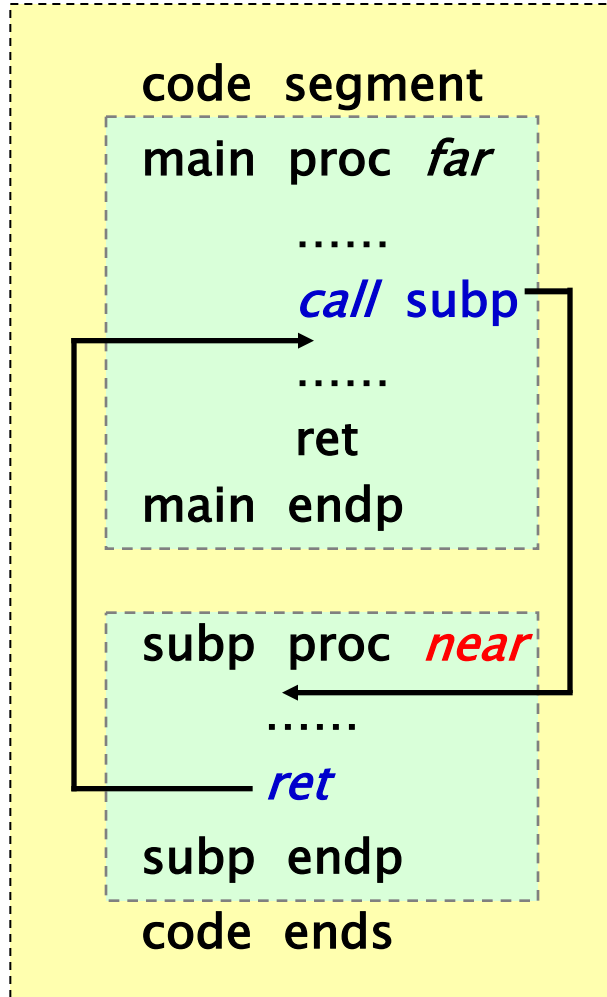 code segment
main proc far
......
call subp
......
ret
main endp
subp proc near
......
ret
subp endp
code ends